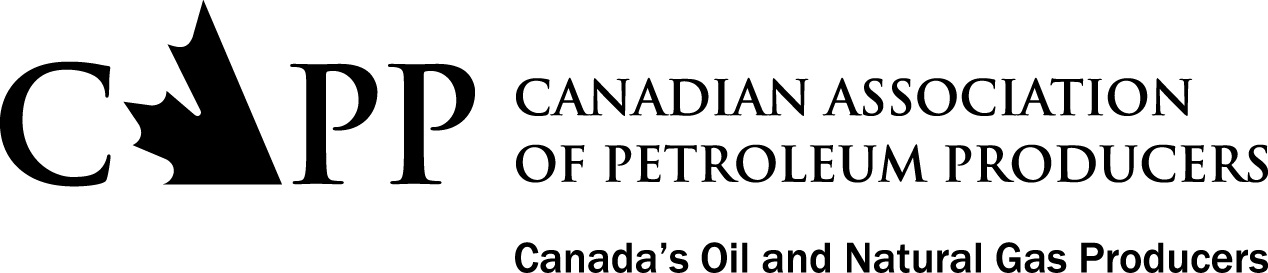 CAPP
CANADIAN ASSOCIATION
OF PETROLEUM PRODUCERS
Canada's Oil and Natural Gas Producers